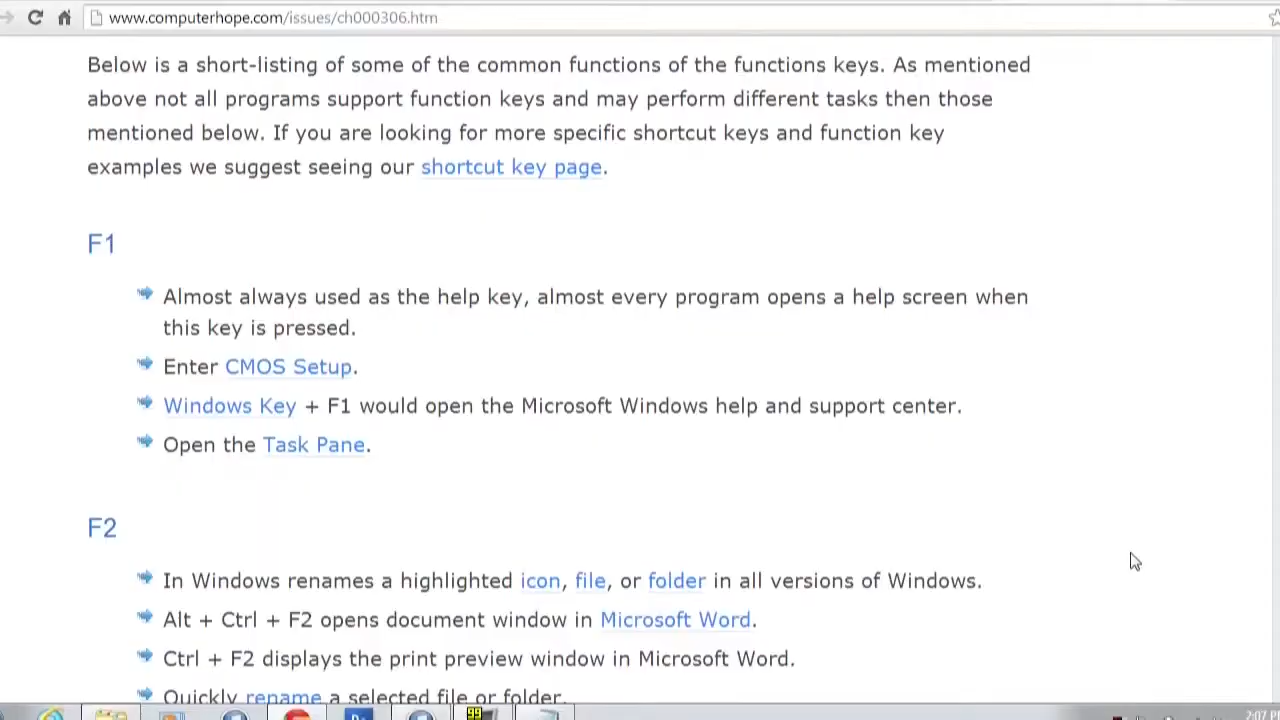 www.computerhope.com/issues/ch000306.htm
Below is a short-listing of some of the common functions of the functions keys. As mentioned
above not all programs support function keys and may perform different tasks then those
mentioned below. If you are looking for more specific shortcut keys and function key
examples we suggest seeing our shortcut key page.
F1
Almost always used as the help key, almost every program opens a help screen when
this key is pressed.
Enter CMOS Setup.
Windows Key + F1 would open the Microsoft Windows help and support center.
Open the Task Pane.
F2
In Windows renames a highlighted icon, file, or folder in all versions of Windows.
Alt + Ctrl + F2 opens document window in Microsoft Word.
Ctrl + F2 displays the print preview window in Microsoft Word.
Quickly rename a selected file or folder.
99
2:07 PM